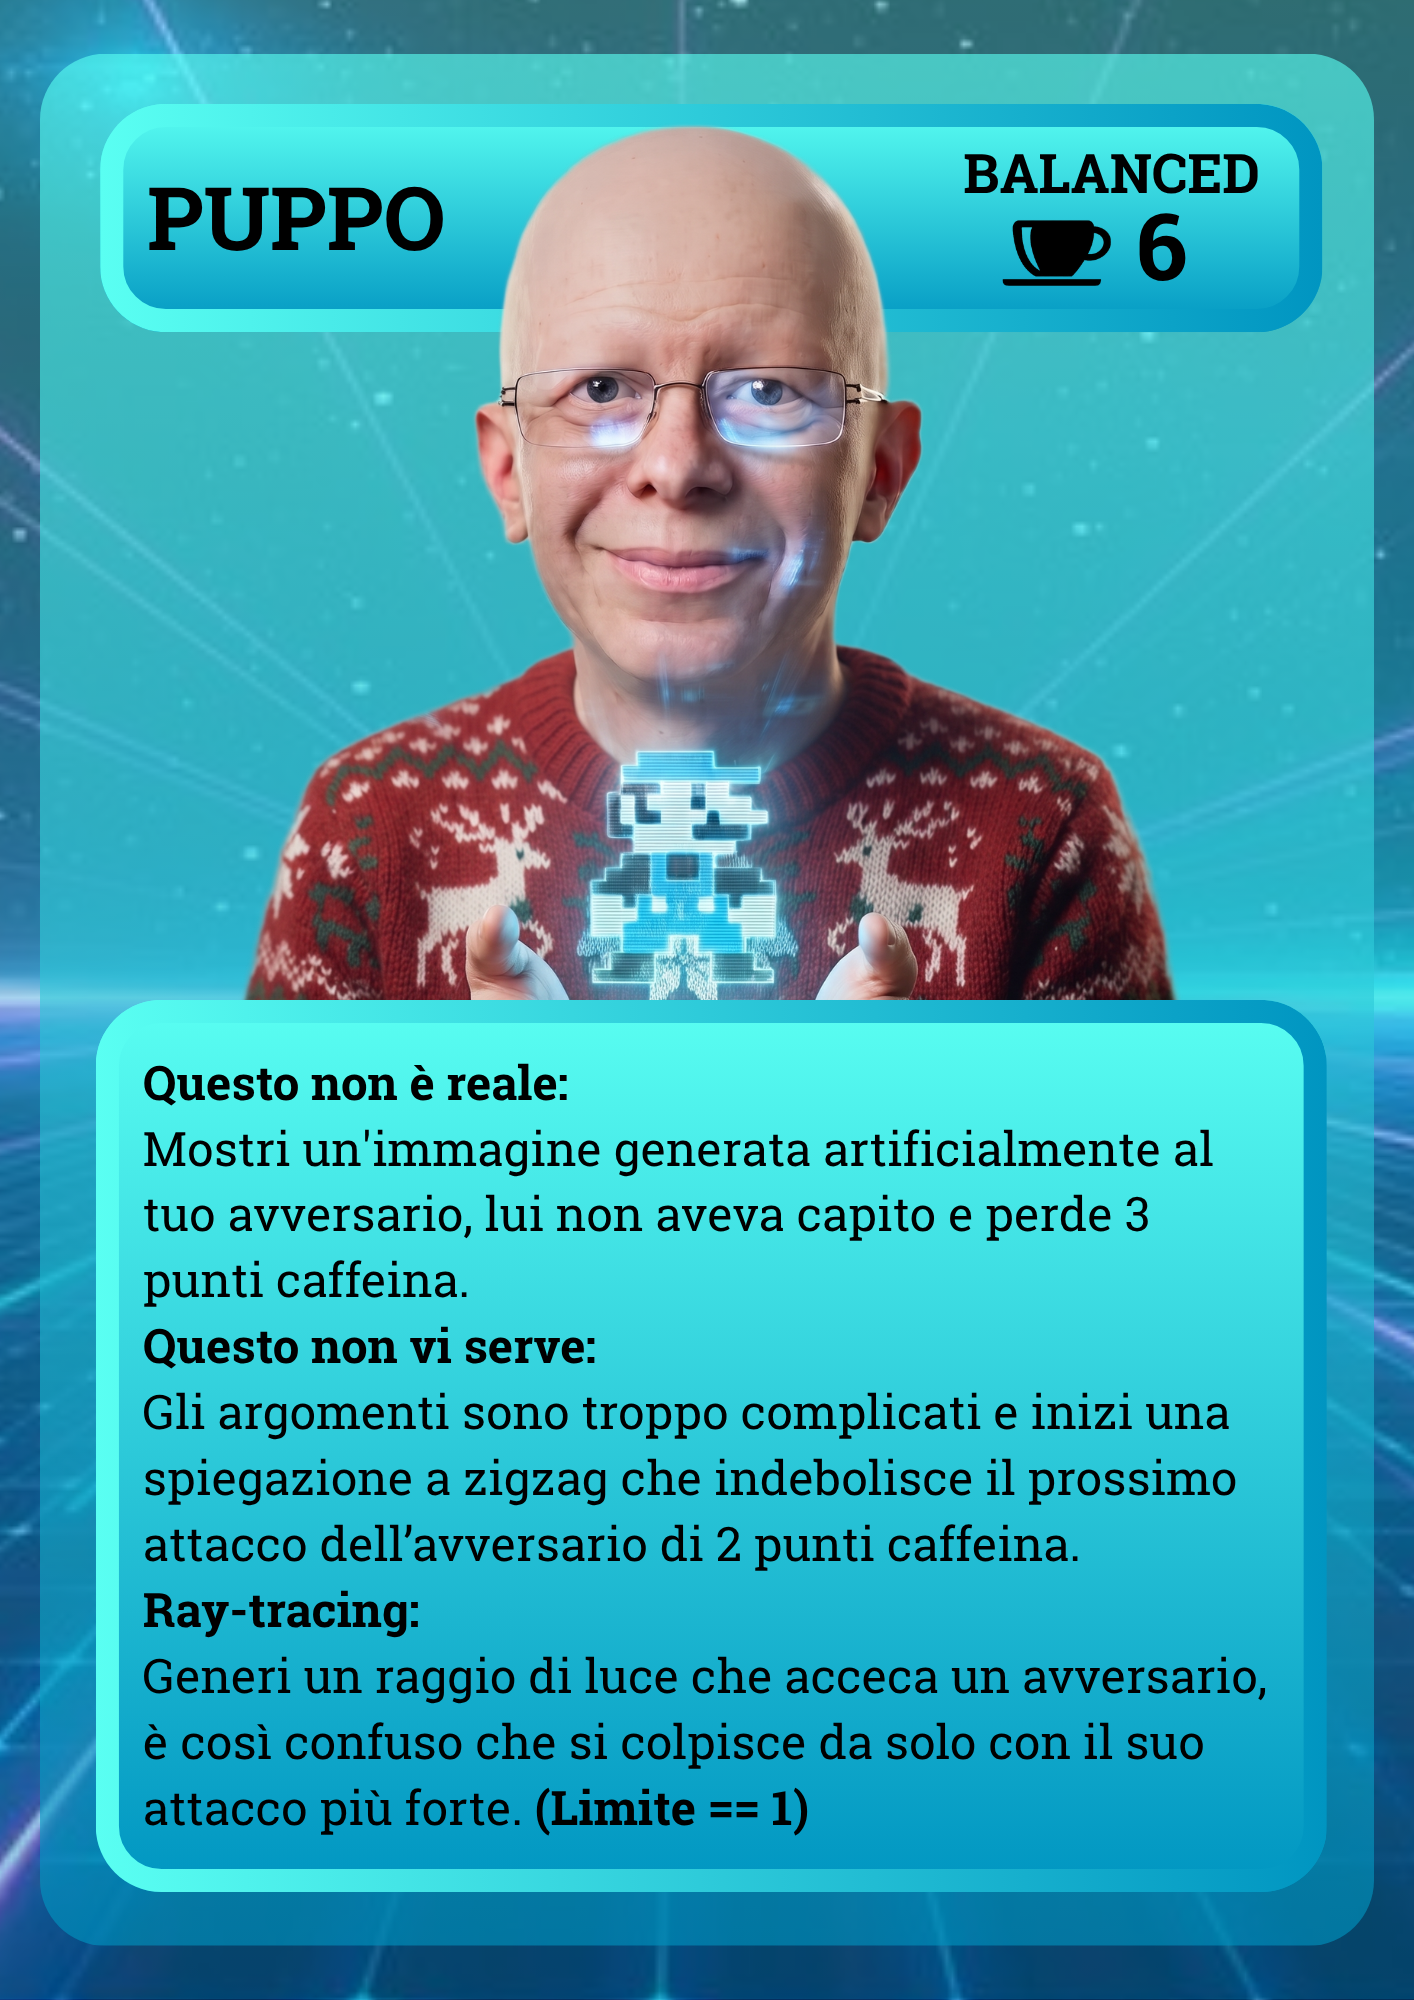 PUPPO
BALANCED
6
Questo non è reale:
Mostri un'immagine generata artificialmente al
tuo avversario, lui non aveva capito e perde 3
punti caffeina.
Questo non vi serve:
Gli argomenti sono troppo complicati e inizi una
spiegazione a zigzag che indebolisce il prossimo
attacco dell’avversario di 2 punti caffeina.
Ray-tracing:
Generi un raggio di luce che acceca un avversario,
è così confuso che si colpisce da solo con il suo
attacco più forte. (Limite == 1)